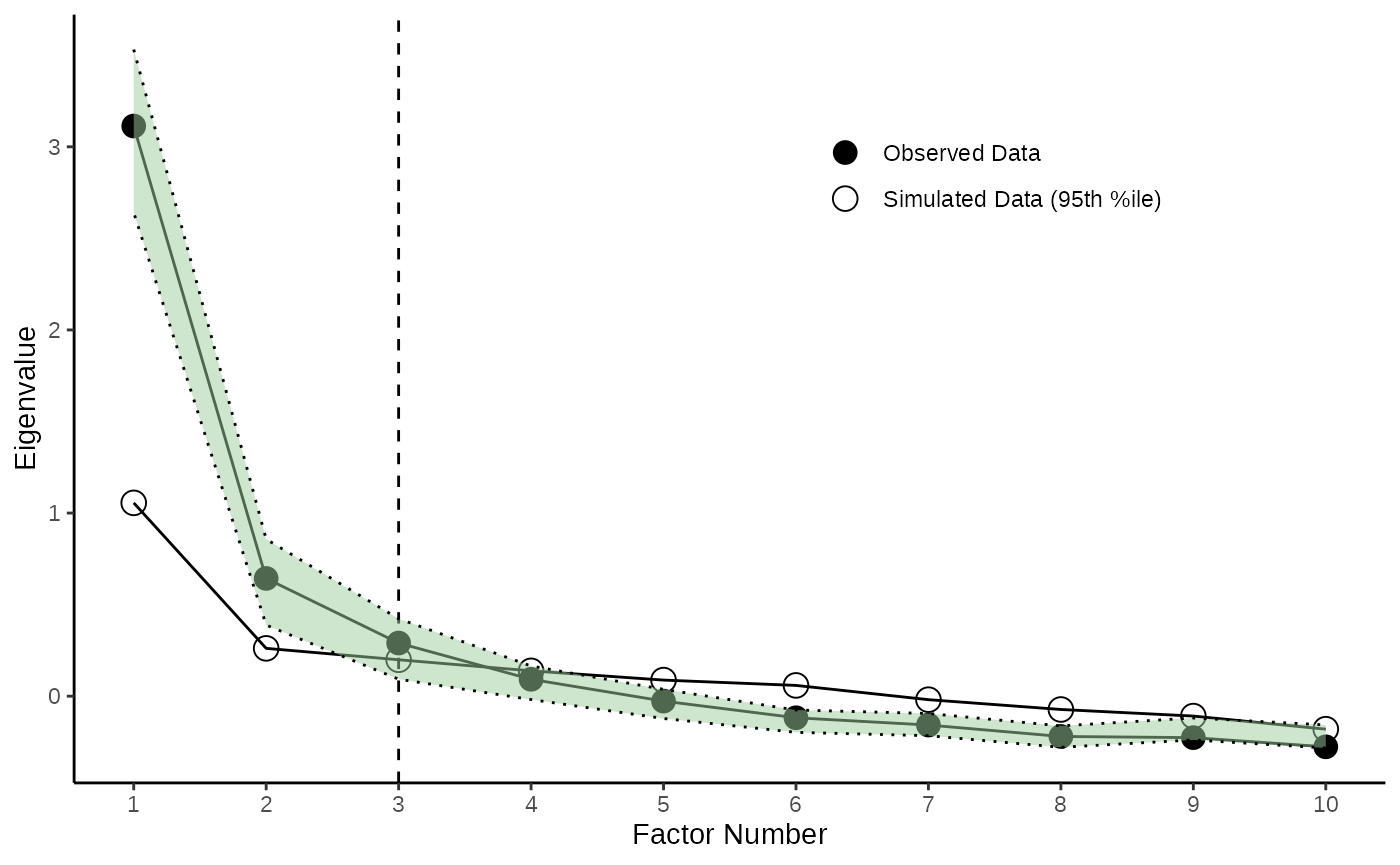 Eigenvalue
3
2
1
0
Observed Data
Simulated Data (95th %ile)
1 2 3 4 5 6 7 8 9 10
Factor Number